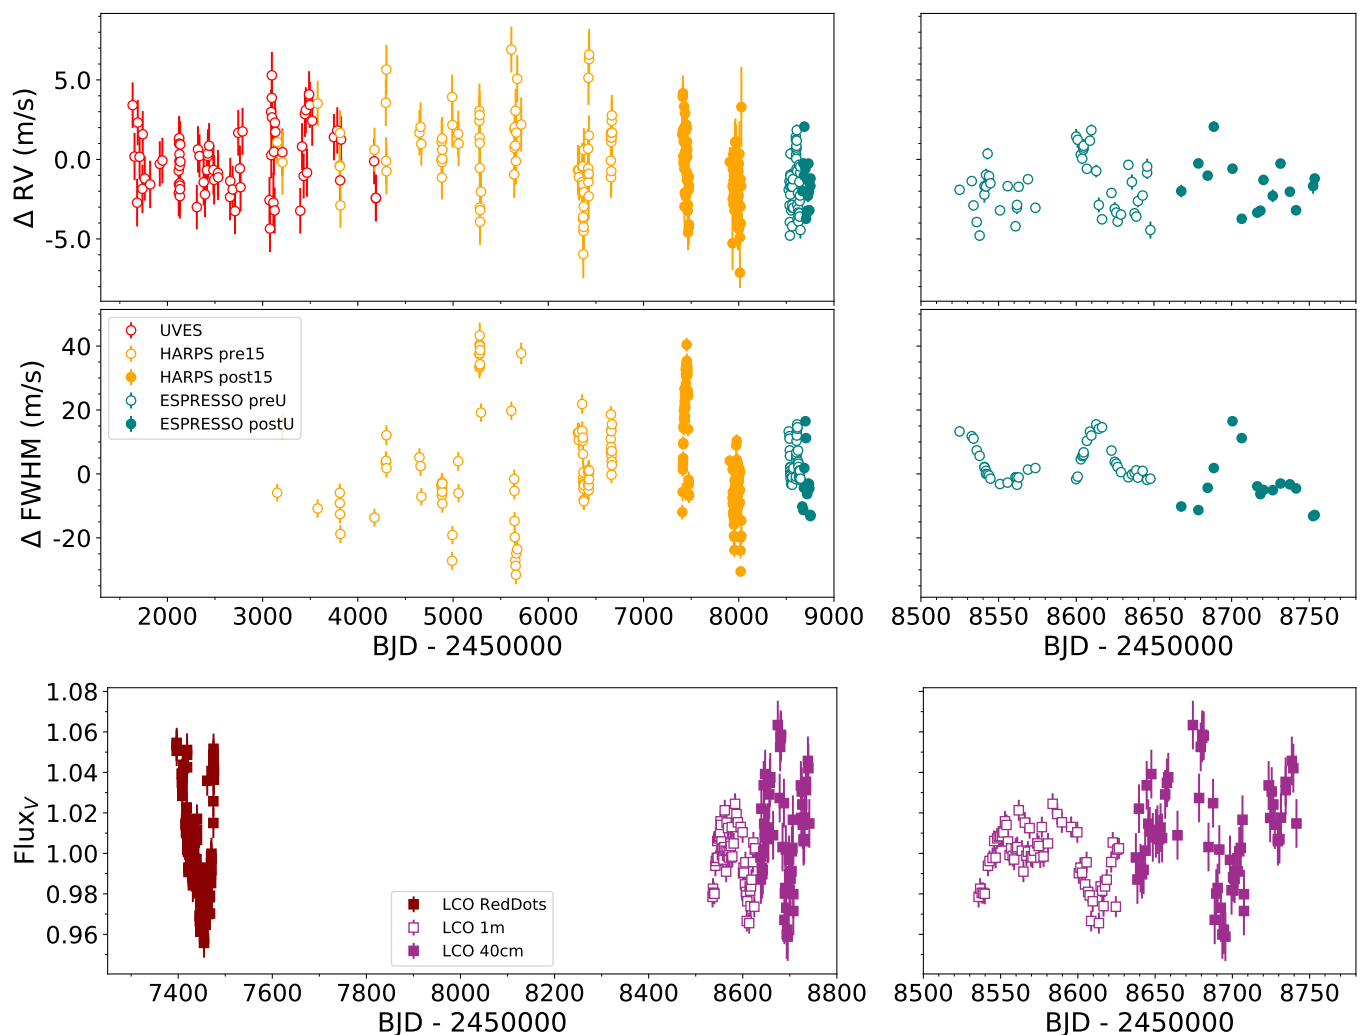 5.0
0.0
-5.0
Δ RV (m/s)
UVES
HARPS pre15
HARPS post15
ESPRESSO preU
ESPRESSO postU
40
20
0
-20
Δ FWHM (m/s)
2000 3000 4000 5000 6000 7000 8000 9000
8500 8550 8600 8650 8700 8750
BJD - 2450000
BJD - 2450000
1.08
1.06
1.04
1.02
1.00
0.98
0.96
Flux_V
LCO RedDots
LCO 1m
LCO 40cm
7400 7600 7800 8000 8200 8400 8600 8800
8500 8550 8600 8650 8700 8750
BJD - 2450000
BJD - 2450000